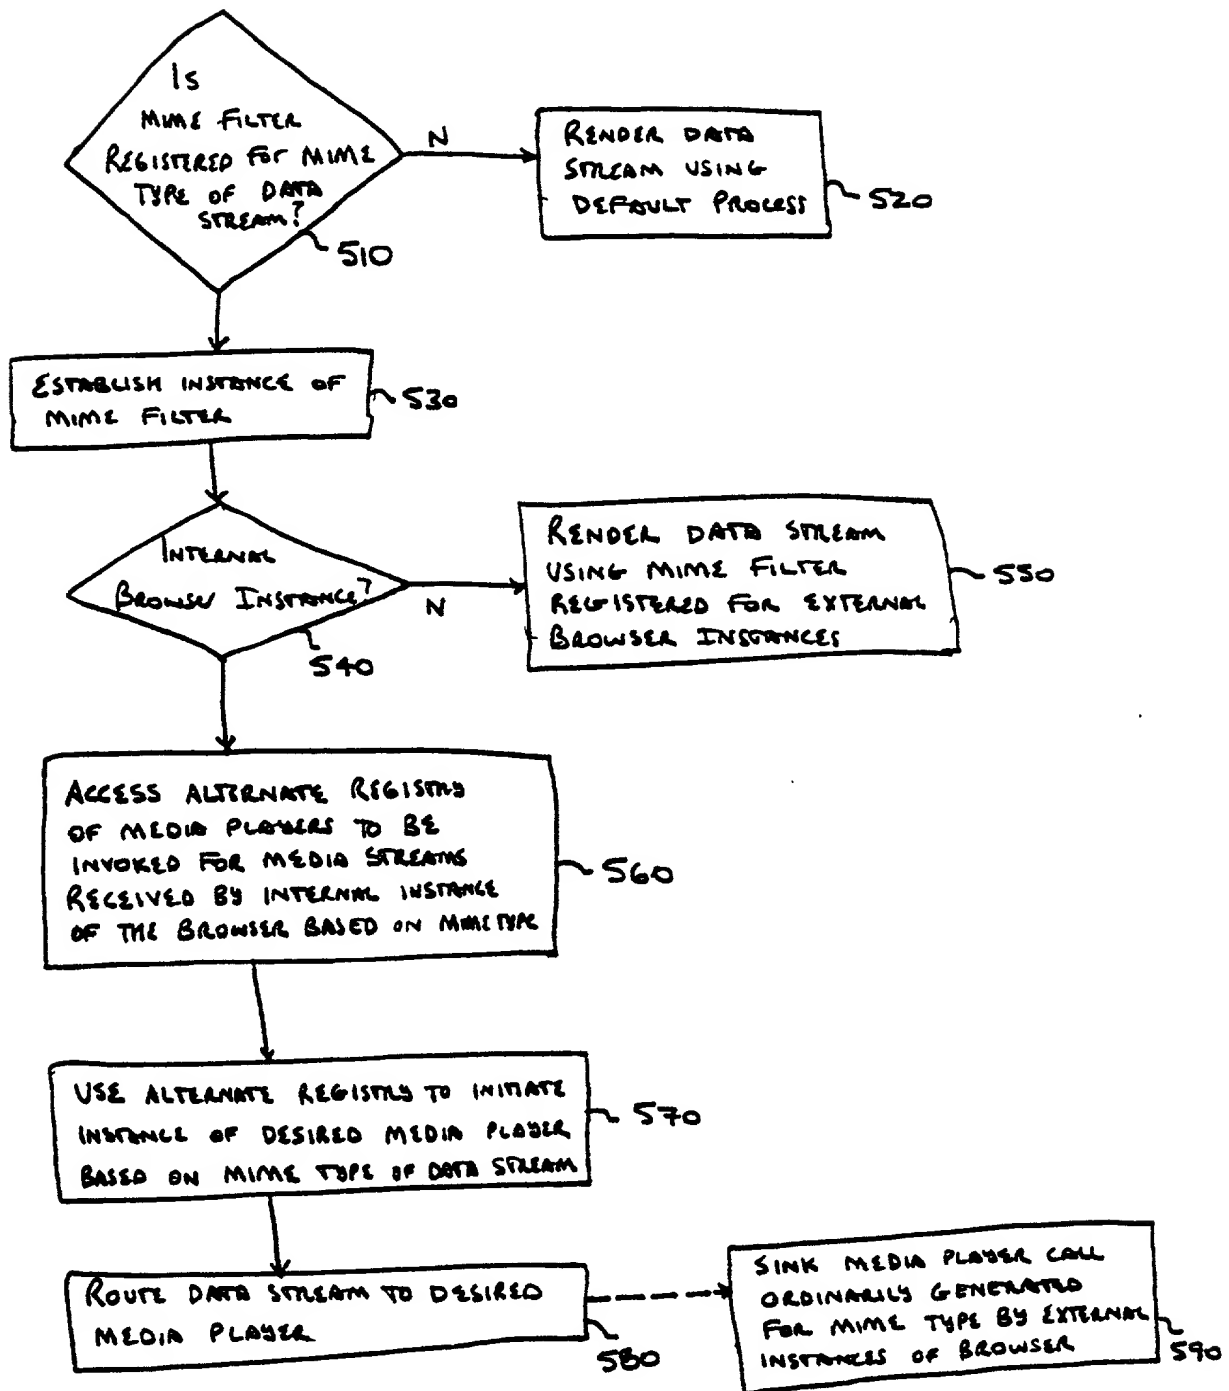 Is
MIME FILTER
REGISTERED FOR MIME
TYPE OF DATA
STREAM?
510
N
RENDER DATA
STREAM USING
DEFAULT PROCESS
520
ESTABLISH INSTANCE OF
MIME FILTER
530
INTERNAL
BROWSER INSTANCE?
540
N
RENDER DATA STREAM
USING MIME FILTER
REGISTERED FOR EXTERNAL
BROWSER INSTANCES
550
ACCESS ALTERNATE REGISTRY
OF MEDIA PLAYERS TO BE
INVOKED FOR MEDIA STREAMS
RECEIVED BY INTERNAL INSTANCE
OF THE BROWSER BASED ON MIME TYPE
560
USE ALTERNATE REGISTRY TO INITIATE
INSTANCE OF DESIRED MEDIA PLAYER
BASED ON MIME TYPE OF DATA STREAM
570
ROUTE DATA STREAM TO DESIRED
MEDIA PLAYER
580
SINK MEDIA PLAYER CALL
ORDINARILY GENERATED
FOR MIME TYPE BY EXTERNAL
INSTANCES OF BROWSER
590